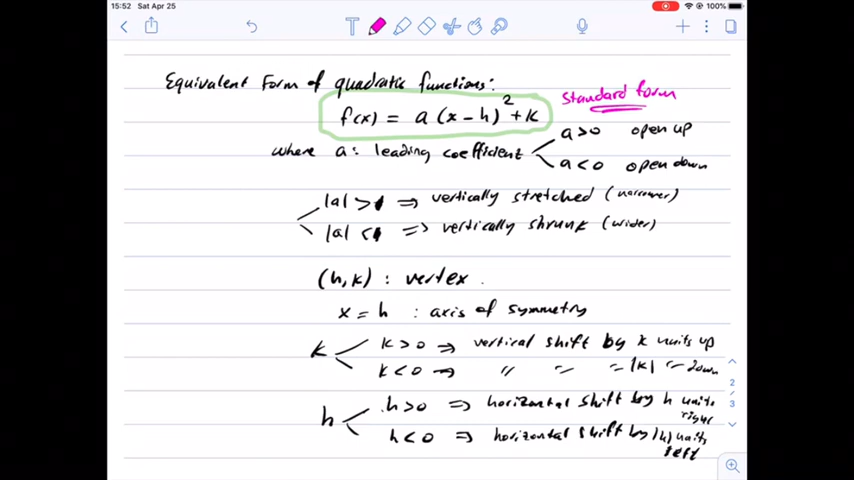 15:52 Sat Apr 25 100%
Equivalent Form of quadratic functions:
f(x) = a (x-h)² + k
Standard form
where a: leading coefficient
a>0 open up
a<0 open down
|a| >1 ⇒ vertically stretched (narrower)
|a| <1 ⇒ vertically shrunk (wider)
(h,k) : vertex.
x = h : axis of symmetry
k
k>0 ⇒ vertical shift by k units up
k<0 ⇒ " " " |k| " down
h
h>0 ⇒ horizontal shift by h units right
h<0 ⇒ horizontal shift by |h| units left
2
3